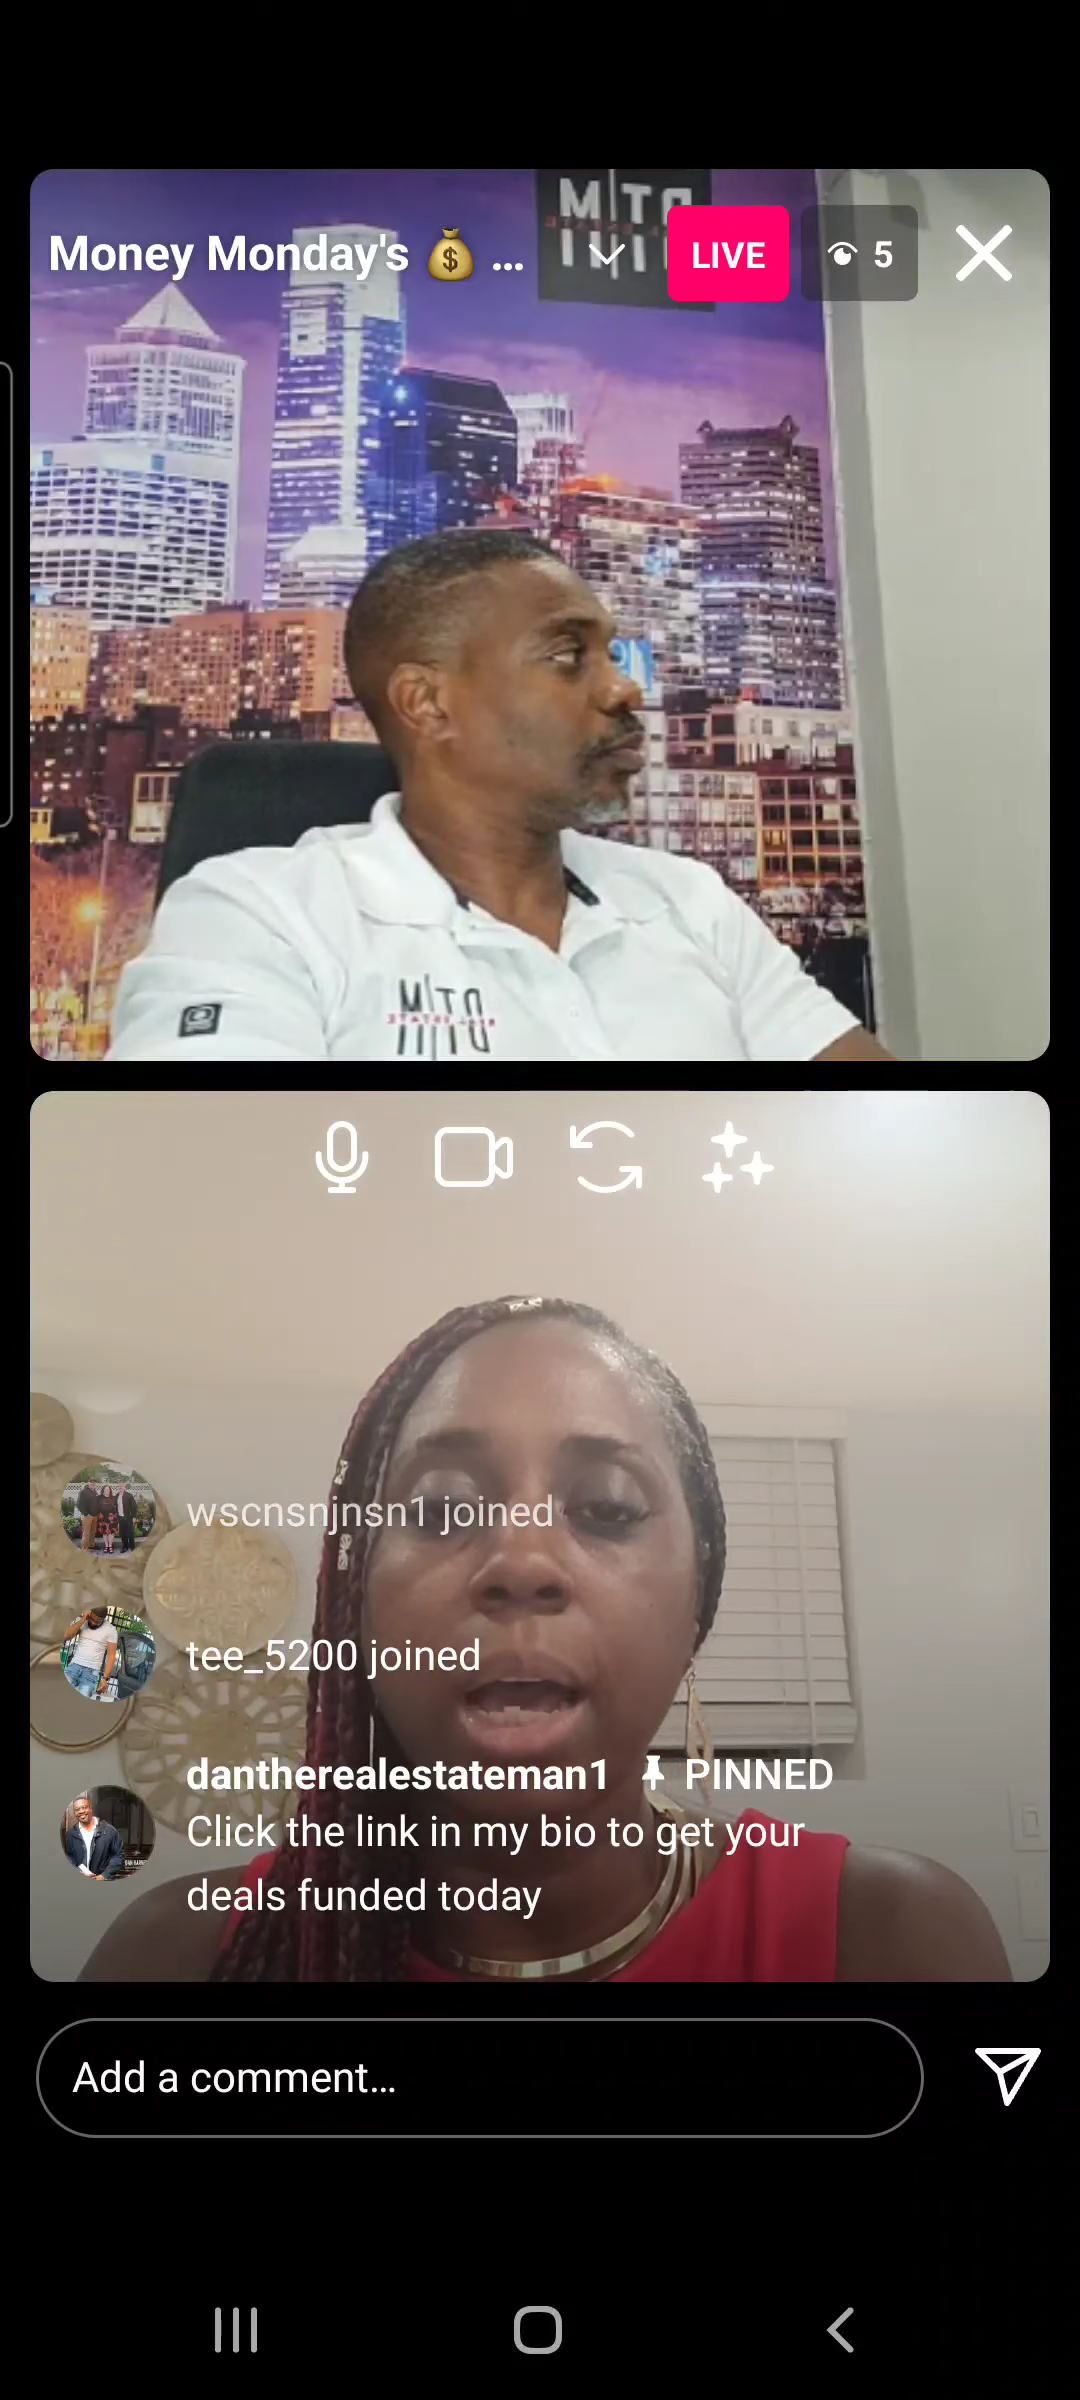 Money Monday's 💰 ...
LIVE
5
wscnsnjnsn1 joined
tee_5200 joined
dantherealestateman1 PINNED
Click the link in my bio to get your
deals funded today
Add a comment...